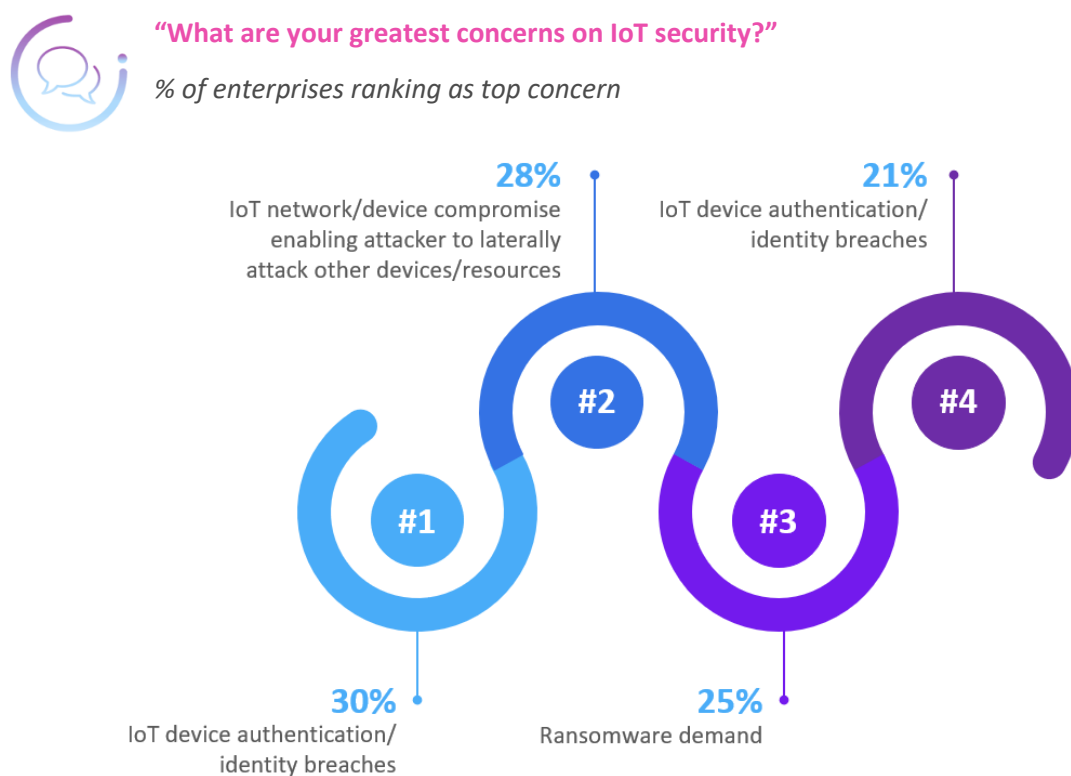 “What are your greatest concerns on IoT security?”
% of enterprises ranking as top concern
28%
IoT network/device compromise
enabling attacker to laterally
attack other devices/resources
21%
IoT device authentication/
identity breaches
#2
#4
#1
#3
30%
IoT device authentication/
identity breaches
25%
Ransomware demand